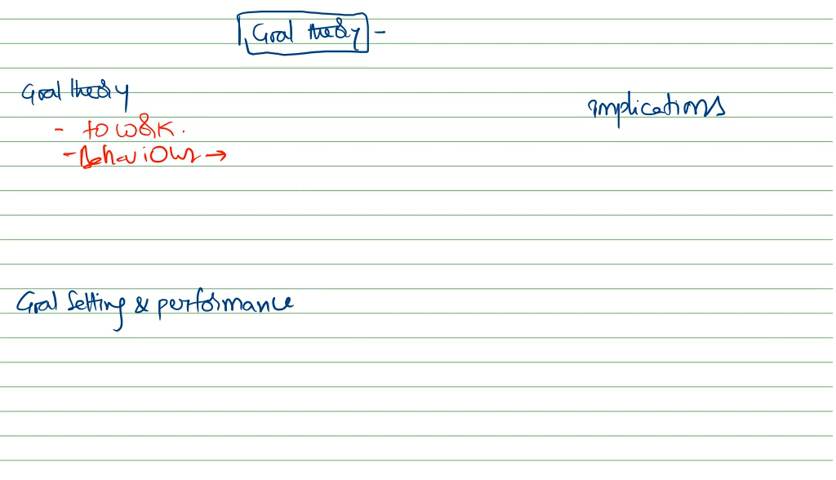 Goal theory -
Goal theory
- to work.
- Behaviour →
Implications
Goal Setting & performance